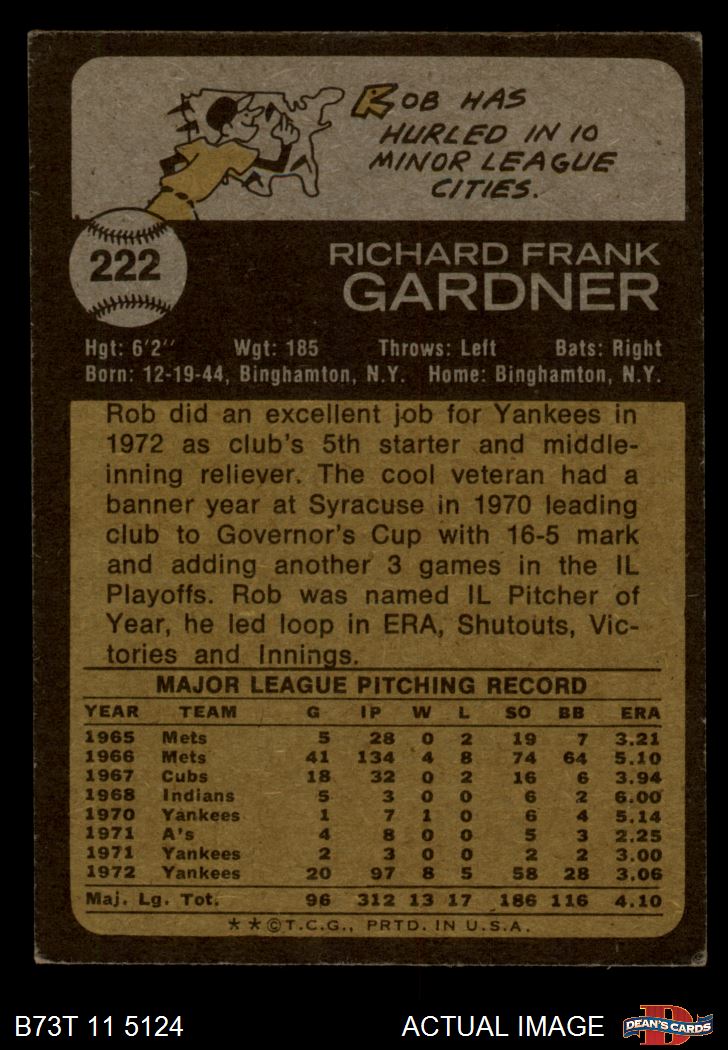 ROB HAS
HURLED IN 10
MINOR LEAGUE
CITIES.
222
RICHARD FRANK
GARDNER
Hgt: 6'2" Wgt: 185 Throws: Left Bats: Right
Born: 12-19-44, Binghamton, N.Y. Home: Binghamton, N.Y.
Rob did an excellent job for Yankees in
1972 as club's 5th starter and middle-
inning reliever. The cool veteran had a
banner year at Syracuse in 1970 leading
club to Governor's Cup with 16-5 mark
and adding another 3 games in the IL
Playoffs. Rob was named IL Pitcher of
Year, he led loop in ERA, Shutouts, Vic-
tories and Innings.
MAJOR LEAGUE PITCHING RECORD
YEAR TEAM G IP W L SO BB ERA
1965 Mets 5 28 0 2 19 7 3.21
1966 Mets 41 134 4 8 74 64 5.10
1967 Cubs 18 32 0 2 16 6 3.94
1968 Indians 5 3 0 0 6 2 6.00
1970 Yankees 1 7 1 0 6 4 5.14
1971 A's 4 8 0 0 5 3 2.25
1971 Yankees 2 3 0 0 2 2 3.00
1972 Yankees 20 97 8 5 58 28 3.06
Maj. Lg. Tot. 96 312 13 17 186 116 4.10
**©T.C.G., PRTD. IN U.S.A.
B73T 11 5124 ACTUAL IMAGE D DEAN'S CARDS